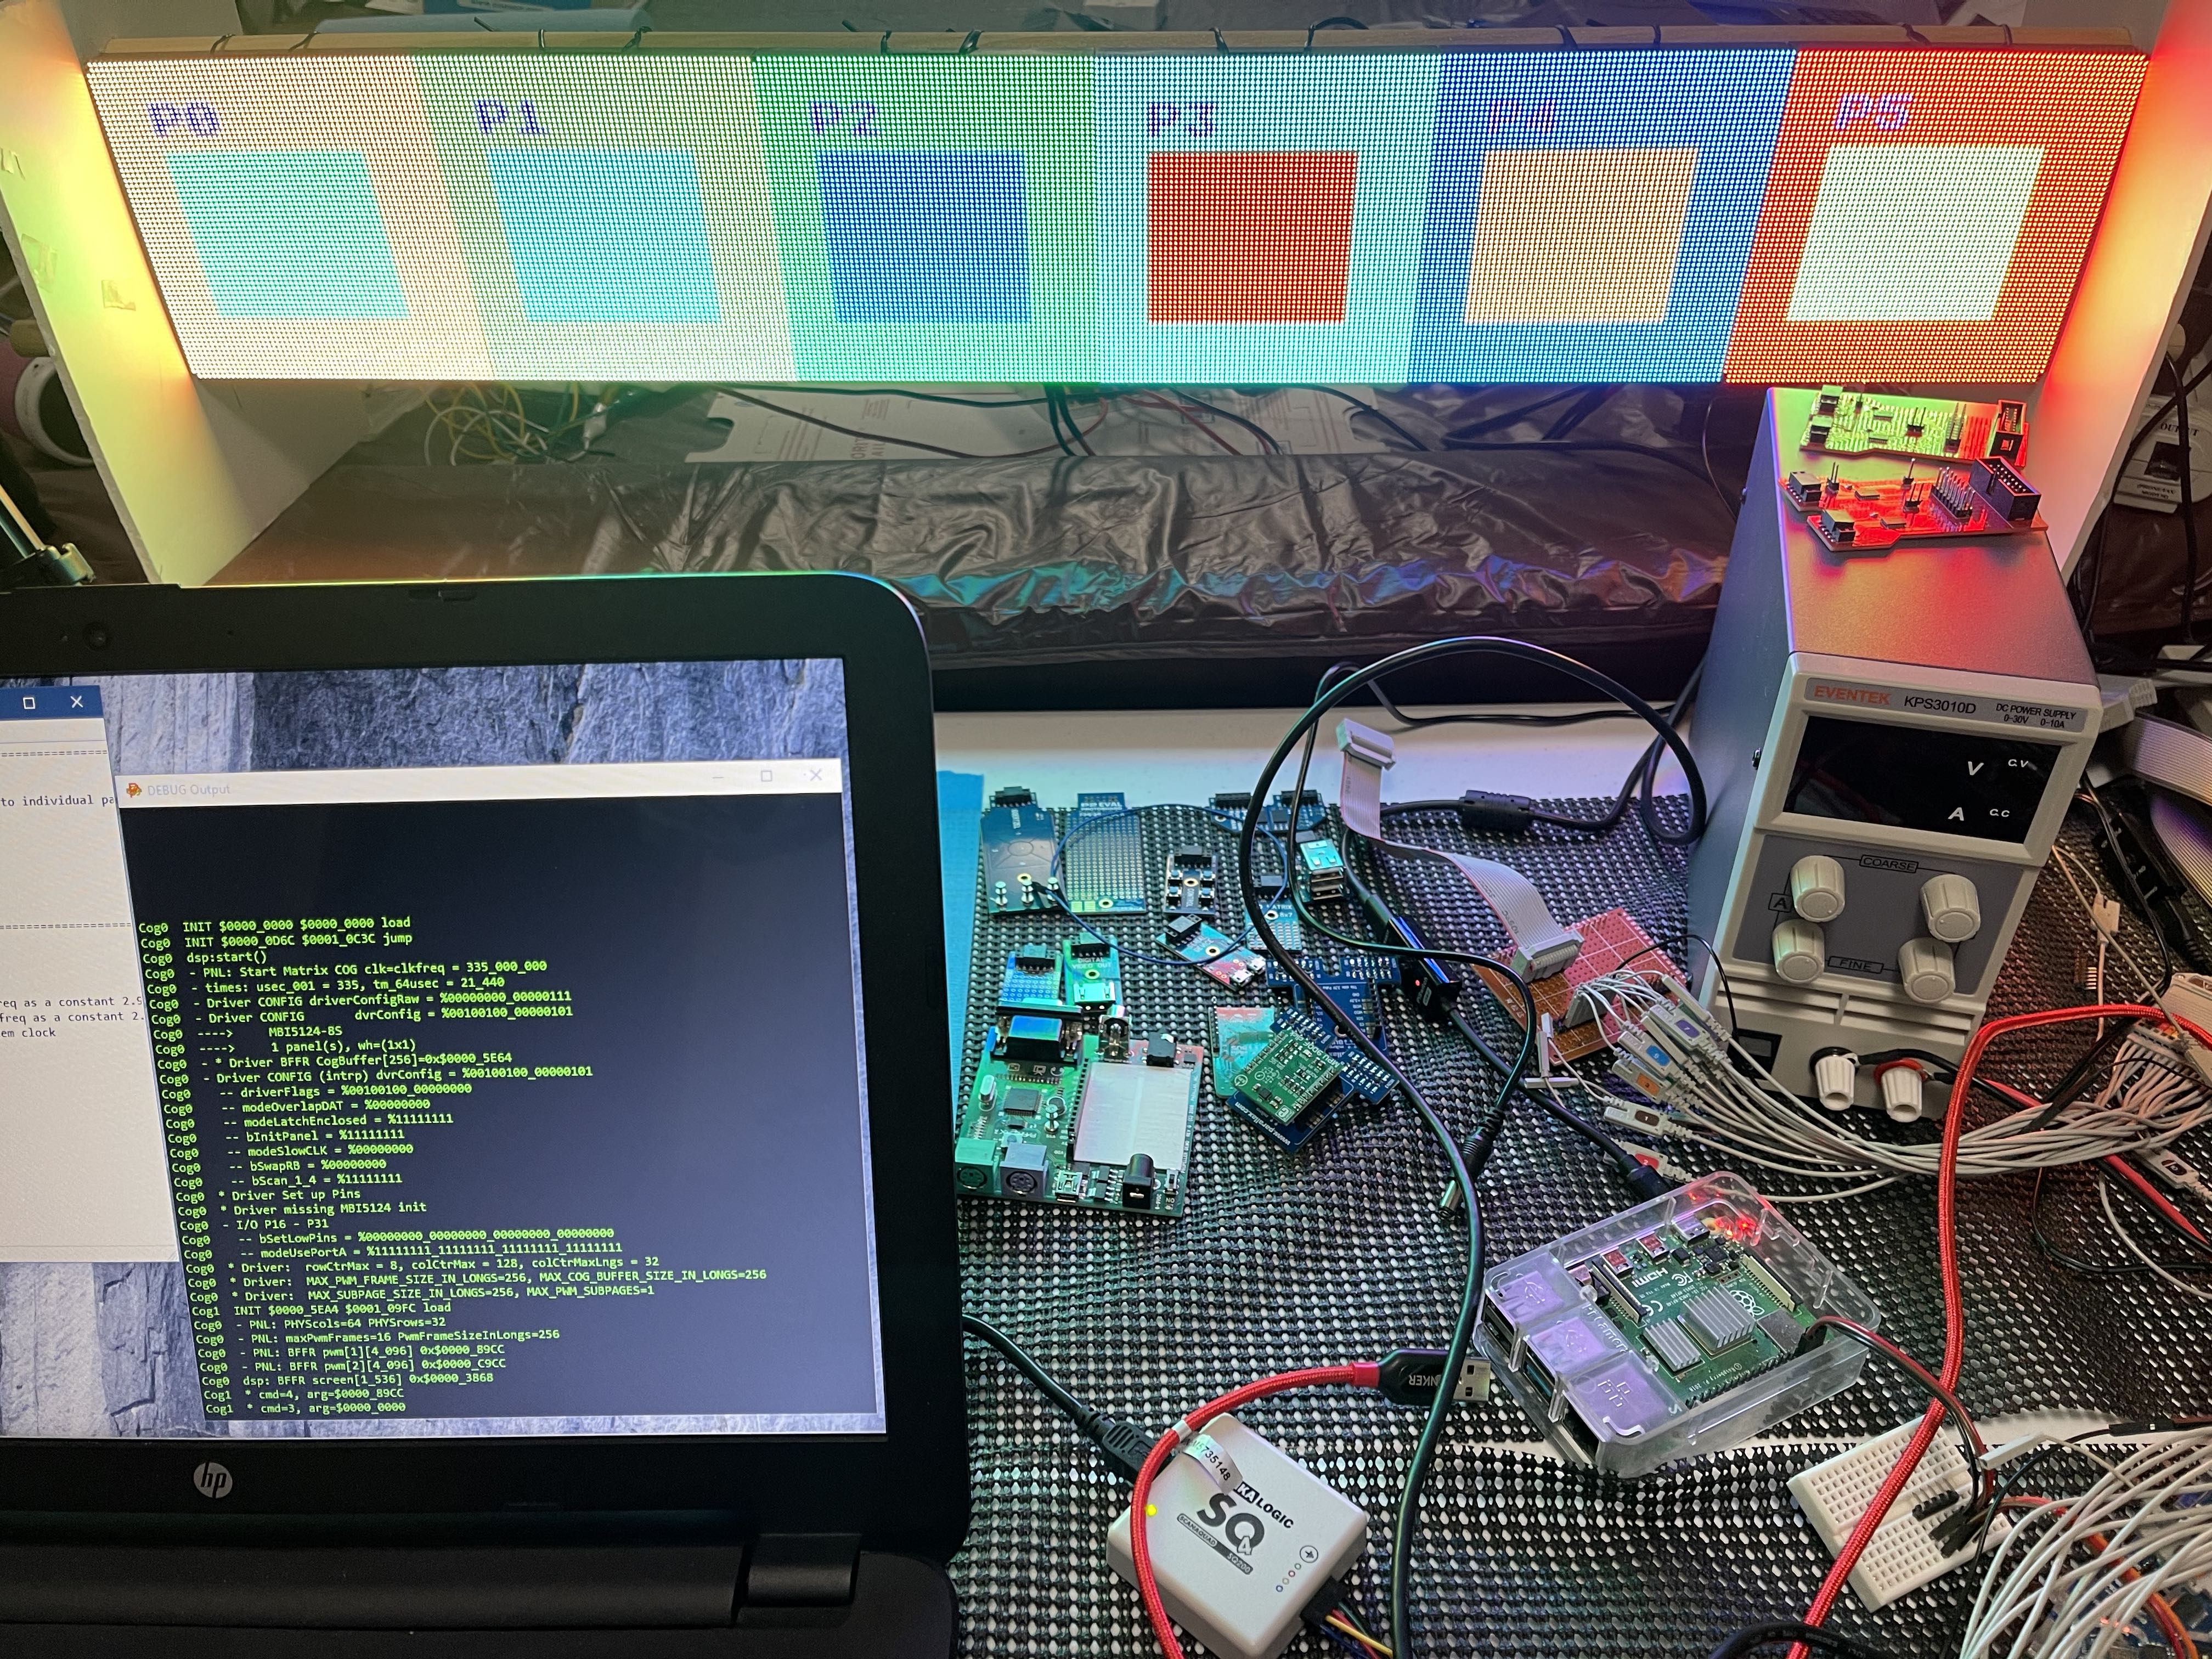 P0 P1 P2 P3 P4 P5
EVENTEK KPS3010D DC POWER SUPPLY
0-30V 0-10A
V C.V
A C.C
COARSE
A
FINE
to individual pa
DEBUG Output
req as a constant 2.9
freq as a constant 2.
em clock
Cog0 INIT $0000_0000 $0000_0000 load
Cog0 INIT $0000_0D6C $0001_0C3C jump
Cog0 dsp:start()
Cog0 - PNL: Start Matrix COG clk=clkfreq = 335_000_000
Cog0 - times: usec_001 = 335, tm_64usec = 21_440
Cog0 - Driver CONFIG driverConfigRaw = %00000000_00000111
Cog0 - Driver CONFIG dvrConfig = %00100100_00000101
Cog0 ----> MBI5124-8S
Cog0 ----> 1 panel(s), wh=(1x1)
Cog0 - * Driver BFFR CogBuffer[256]=0x$0000_5E64
Cog0 - Driver CONFIG (intrp) dvrConfig = %00100100_00000101
Cog0 -- driverFlags = %00100100_00000000
Cog0 -- modeOverlapDAT = %00000000
Cog0 -- modeLatchEnclosed = %11111111
Cog0 -- bInitPanel = %11111111
Cog0 -- modeSlowCLK = %00000000
Cog0 -- bSwapRB = %00000000
Cog0 -- bScan_1_4 = %11111111
Cog0 * Driver Set up Pins
Cog0 * Driver missing MBI5124 init
Cog0 - I/O P16 - P31
Cog0 -- bSetLowPins = %00000000_00000000_00000000_00000000
Cog0 -- modeUsePortA = %11111111_11111111_11111111_11111111
Cog0 * Driver: rowCtrMax = 8, colCtrMax = 128, colCtrMaxLngs = 32
Cog0 * Driver: MAX_PWM_FRAME_SIZE_IN_LONGS=256, MAX_COG_BUFFER_SIZE_IN_LONGS=256
Cog0 * Driver: MAX_SUBPAGE_SIZE_IN_LONGS=256, MAX_PWM_SUBPAGES=1
Cog1 INIT $0000_5EA4 $0001_09FC load
Cog0 - PNL: PHYScols=64 PHYSrows=32
Cog0 - PNL: maxPwmFrames=16 PwmFrameSizeInLongs=256
Cog0 - PNL: BFFR pwm[1][4_096] 0x$0000_89CC
Cog0 - PNL: BFFR pwm[2][4_096] 0x$0000_C9CC
Cog0 dsp: BFFR screen[1_536] 0x$0000_3868
Cog1 * cmd=4, arg=$0000_89CC
Cog1 * cmd=3, arg=$0000_0000
hp
HDMI
ANKER
IKALOGIC
SQ4
SCANAQUAD